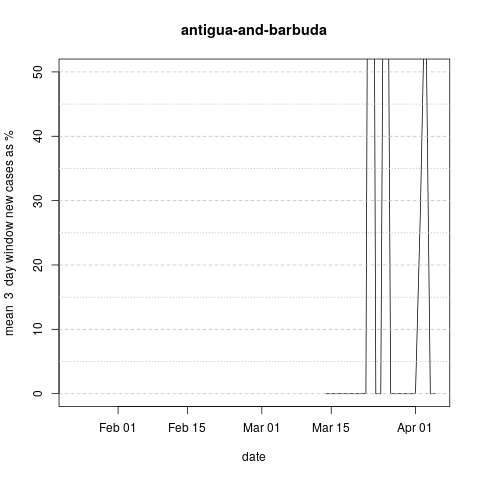 antigua-and-barbuda
mean 3 day window new cases as %
50
40
30
20
10
0
Feb 01 Feb 15 Mar 01 Mar 15 Apr 01
date